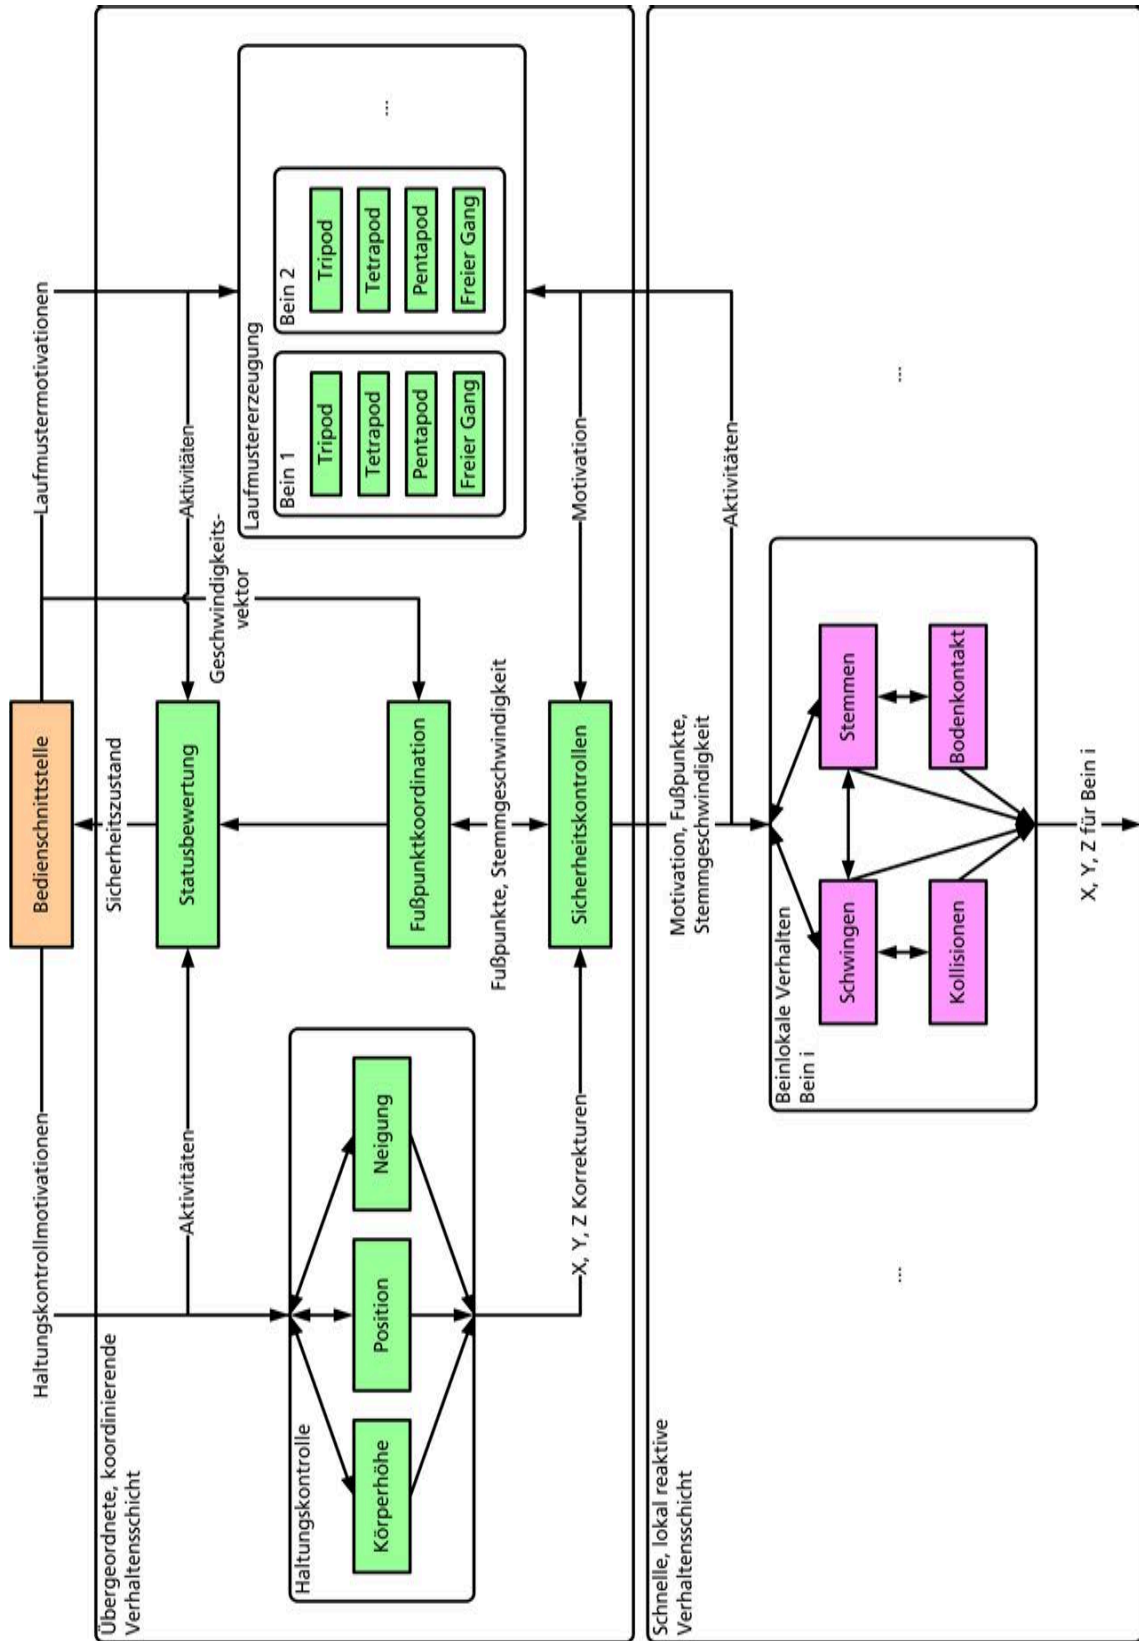 Bedienschnittstelle
Haltungskontrollmotivationen
Laufmustermotivationen
Sicherheitszustand
Übergeordnete, koordinierende
Verhaltensschicht
Aktivitäten
Statusbewertung
Aktivitäten
Geschwindigkeits-
vektor
Haltungskontrolle
Körperhöhe
Position
Neigung
Fußpunktkoordination
Laufmustererzeugung
Bein 1
Tripod
Tetrapod
Pentapod
Freier Gang
Bein 2
Tripod
Tetrapod
Pentapod
Freier Gang
...
Fußpunkte, Stemmgeschwindigkeit
X, Y, Z Korrekturen
Sicherheitskontrollen
Motivation
Schnelle, lokal reaktive
Verhaltensschicht
Motivation, Fußpunkte,
Stemmgeschwindigkeit
Aktivitäten
Beinlokale Verhalten
Bein i
Schwingen
Stemmen
Kollisionen
Bodenkontakt
...
...
X, Y, Z für Bein i